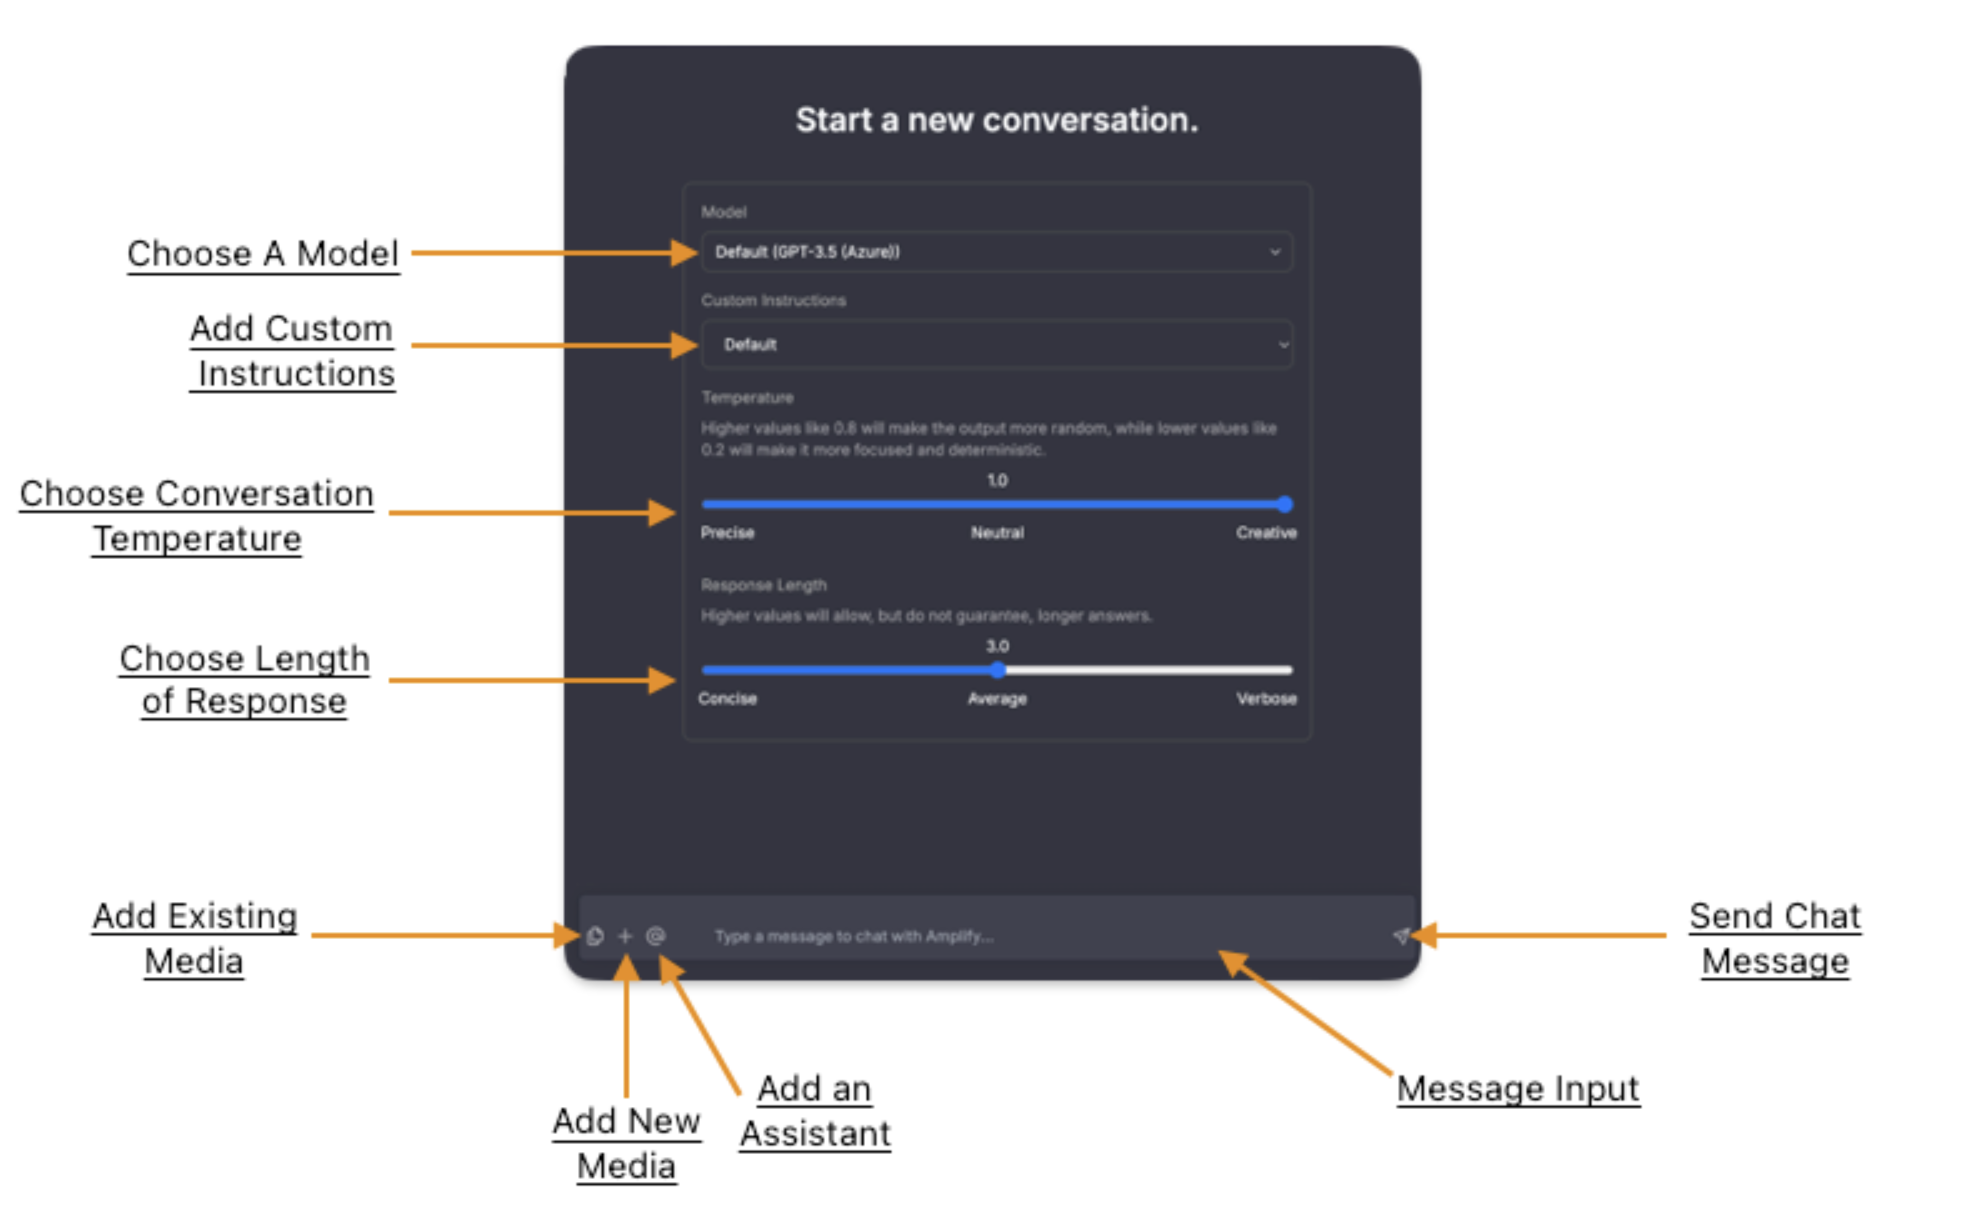 Start a new conversation.
Model
Choose A Model
Default (GPT-3.5 (Azure))
Custom Instructions
Add Custom
Instructions
Default
Temperature
Higher values like 0.8 will make the output more random, while lower values like
0.2 will make it more focused and deterministic.
1.0
Choose Conversation
Temperature
Precise
Neutral
Creative
Response Length
Higher values will allow, but do not guarantee, longer answers.
3.0
Choose Length
of Response
Concise
Average
Verbose
Add Existing
Media
Type a message to chat with Amplify...
Send Chat
Message
Add New
Media
Add an
Assistant
Message Input